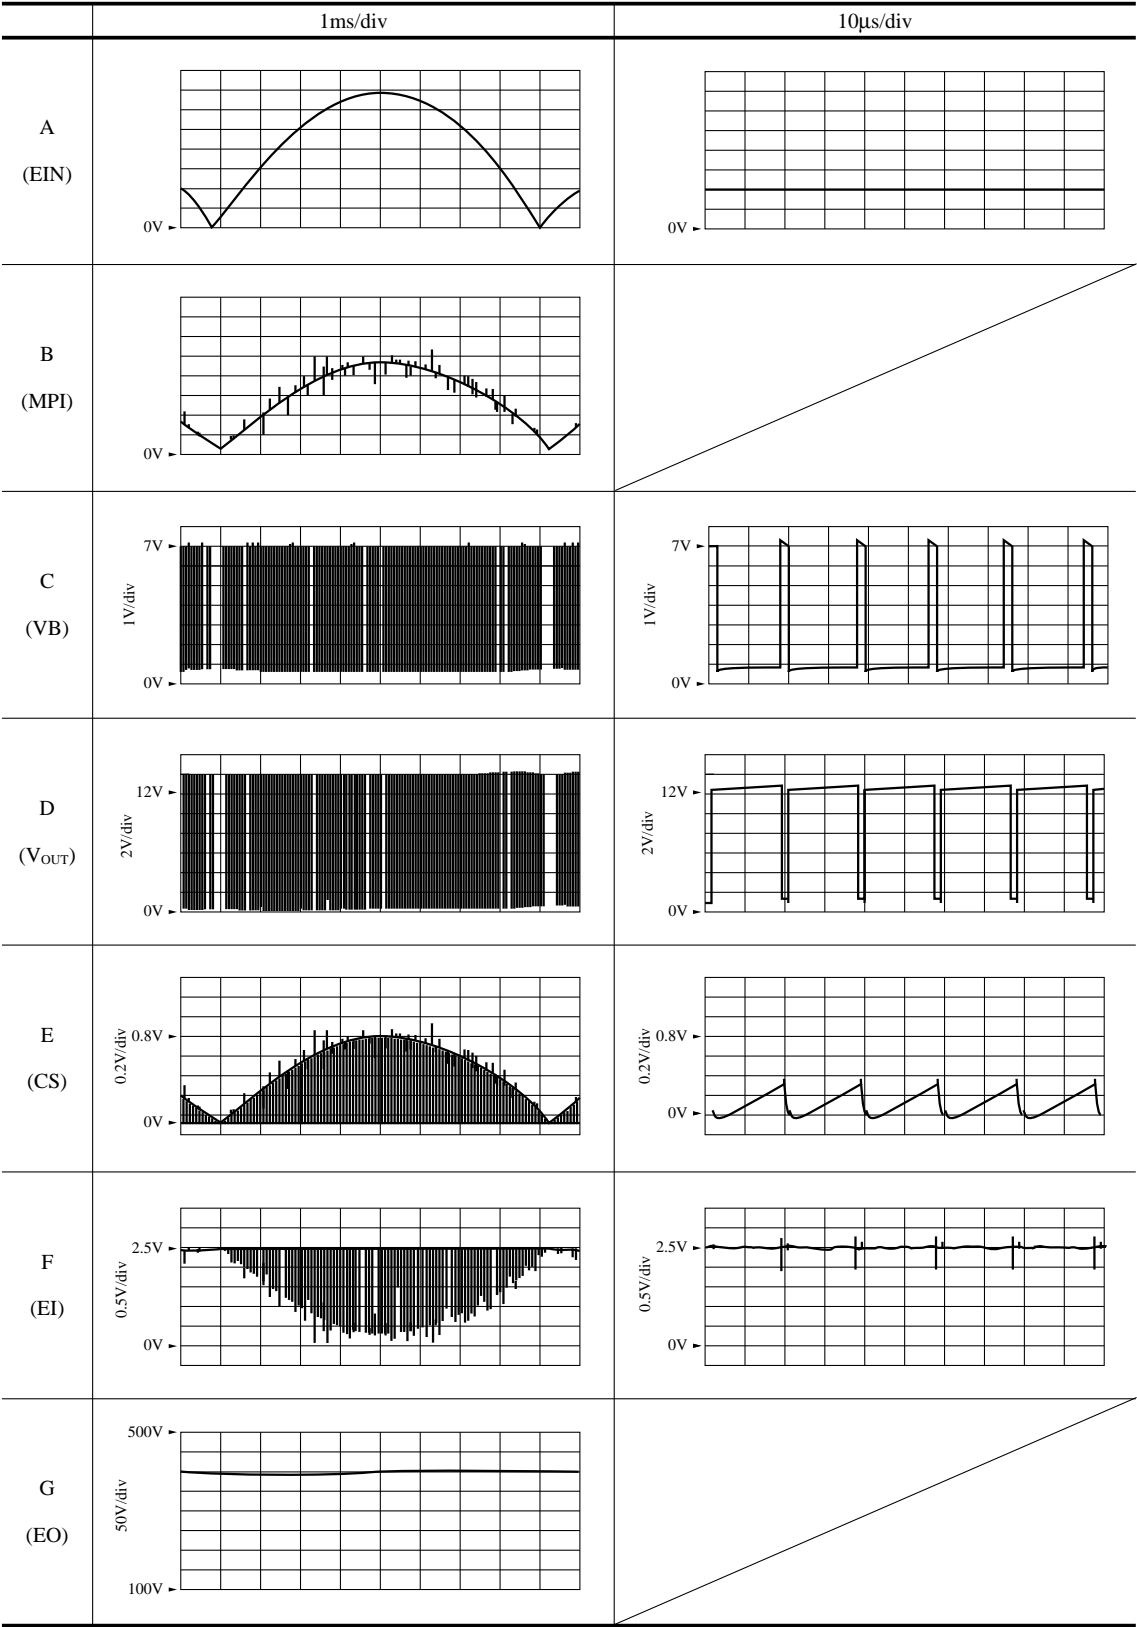 1ms/div 10μs/div
A
(EIN)
0V
0V
B
(MPI)
0V
C
(VB)
7V
1V/div
0V
7V
1V/div
0V
D
(VOUT)
12V
2V/div
0V
12V
2V/div
0V
E
(CS)
0.8V
0.2V/div
0V
0.8V
0.2V/div
0V
F
(EI)
2.5V
0.5V/div
0V
2.5V
0.5V/div
0V
G
(EO)
500V
50V/div
100V